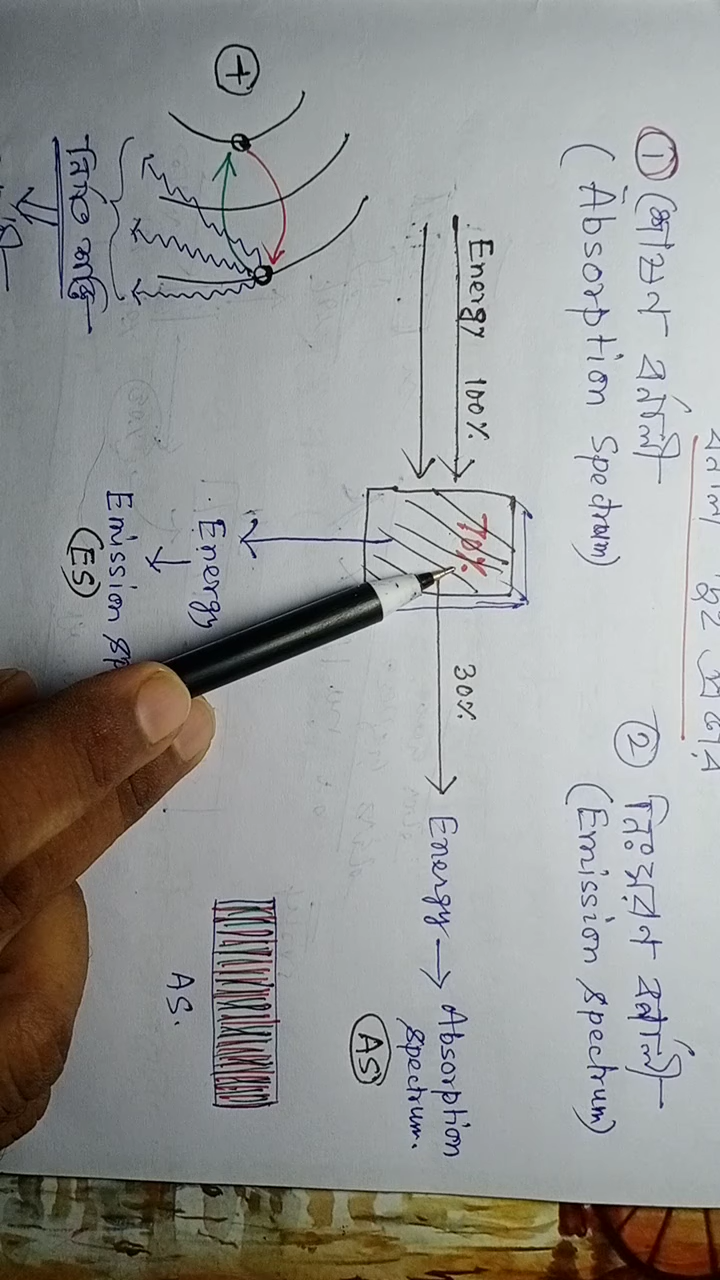 বর্ণালি দুই প্রকার
① শোষণ বর্ণালি
(Absorption Spectrum)
② নিঃসরণ বর্ণালি
(Emission Spectrum)
Energy 100%
70%
30%
Energy → Absorption
Spectrum.
(AS)
+
Energy
Emission
(ES)
AS.